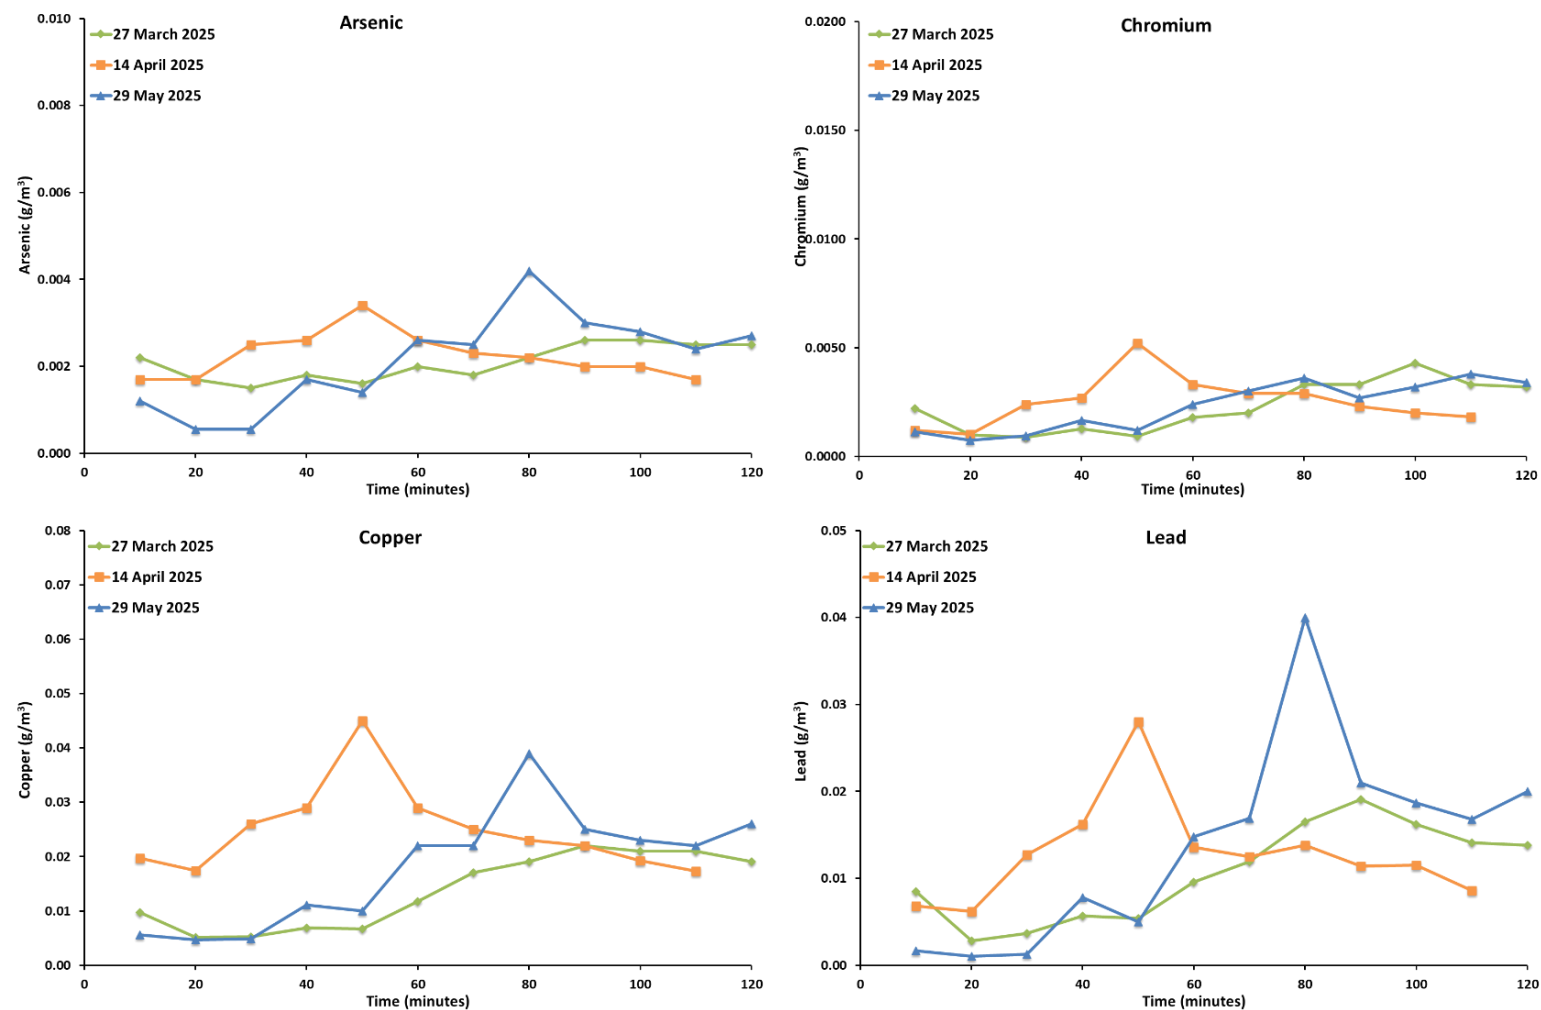 Arsenic
27 March 2025
14 April 2025
29 May 2025
Arsenic (g/m³)
0.010
0.008
0.006
0.004
0.002
0.000
0 20 40 60 80 100 120
Time (minutes)
Chromium
27 March 2025
14 April 2025
29 May 2025
Chromium (g/m³)
0.0200
0.0150
0.0100
0.0050
0.0000
0 20 40 60 80 100 120
Time (minutes)
Copper
27 March 2025
14 April 2025
29 May 2025
Copper (g/m³)
0.08
0.07
0.06
0.05
0.04
0.03
0.02
0.01
0.00
0 20 40 60 80 100 120
Time (minutes)
Lead
27 March 2025
14 April 2025
29 May 2025
Lead (g/m³)
0.05
0.04
0.03
0.02
0.01
0.00
0 20 40 60 80 100 120
Time (minutes)